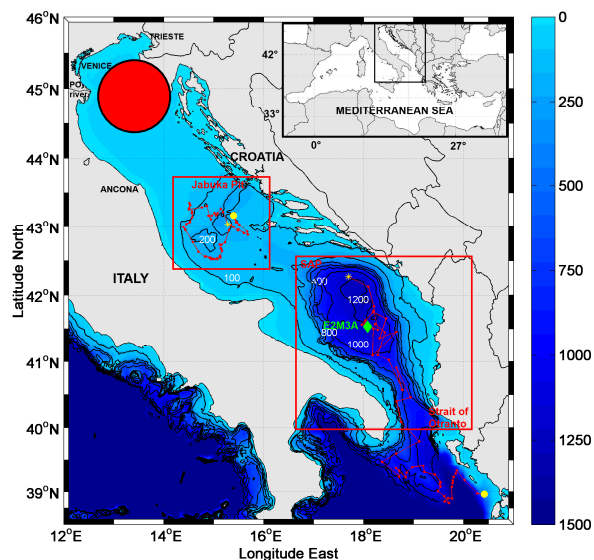 46°N
45°N
44°N
43°N
42°N
41°N
40°N
39°N
12°E
14°E
16°E
18°E
20°E
Latitude North
Longitude East
TRIESTE
VENICE
PO
river
CROATIA
ANCONA
ITALY
Jabuka Pit
200
100
SAP
1200
E2M3A
800
1000
Strait of
Otranto
42°
33°
MEDITERRANEAN SEA
0°
27°
0
250
500
750
1000
1250
1500